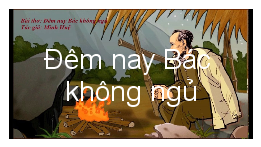 Bài thơ: Đêm nay Bác không ngủ
Tác giả: Minh Huệ
Đêm nay Bác
không ngủ